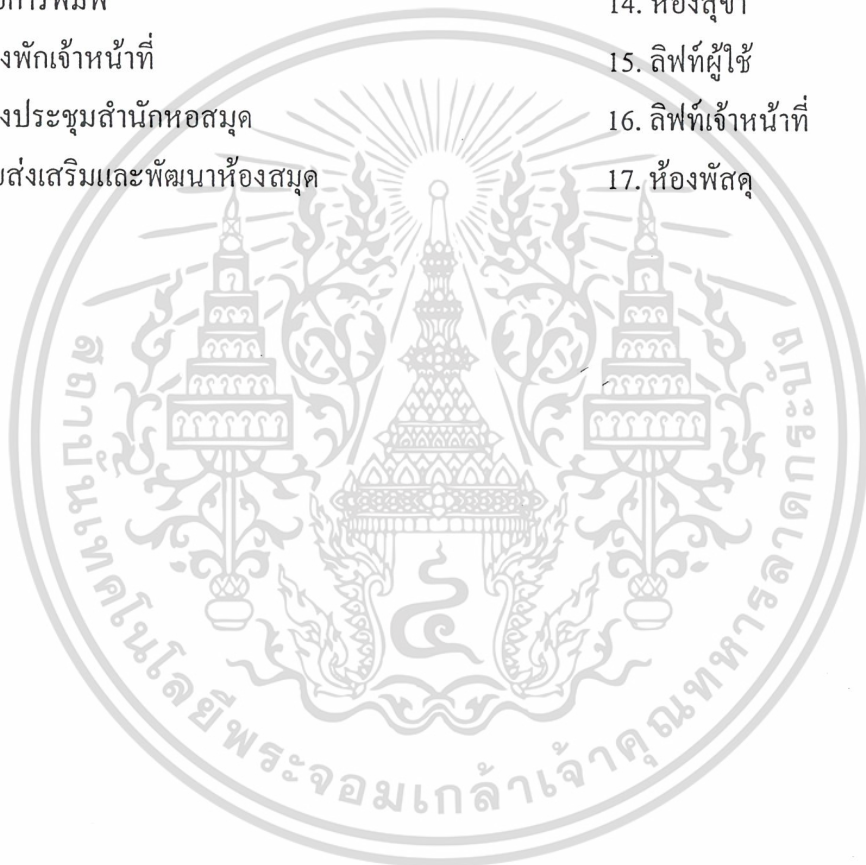 การพิมพ์
งพักเจ้าหน้าที่
งประชุมสำนักหอสมุด
ส่งเสริมและพัฒนาห้องสมุด
14. ห้องสุขา
15. ลิฟท์ผู้ใช้
16. ลิฟท์เจ้าหน้าที่
17. ห้องพัสดุ
สถาบันเทคโนโลยีพระจอมเกล้าเจ้าคุณทหารลาดกระบัง
๔